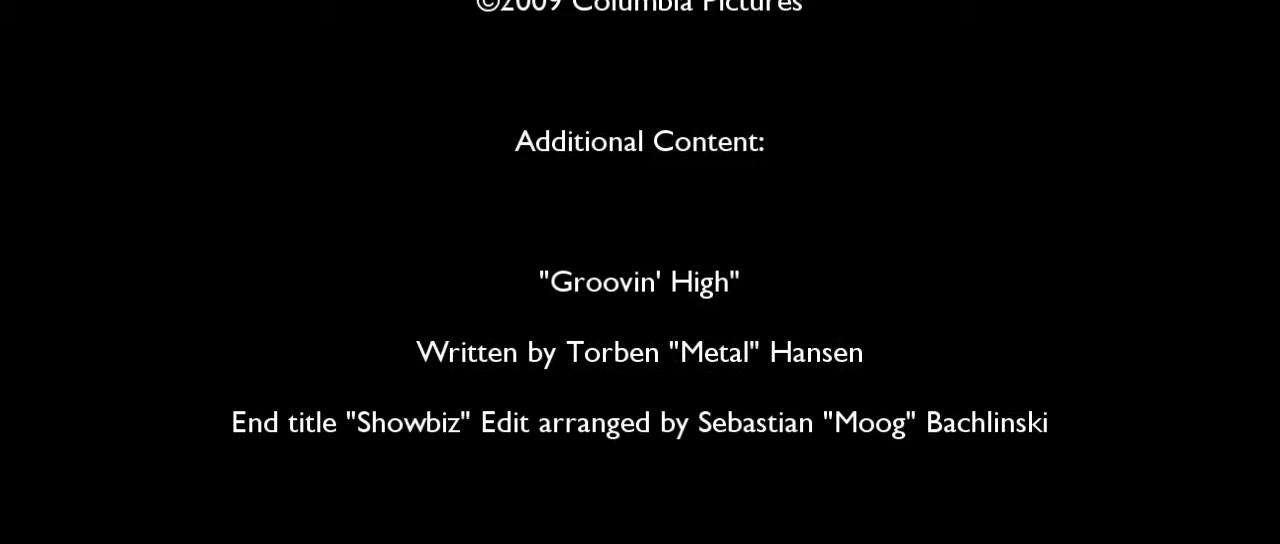 ©2009 Columbia Pictures
Additional Content:
"Groovin' High"
Written by Torben "Metal" Hansen
End title "Showbiz" Edit arranged by Sebastian "Moog" Bachlinski